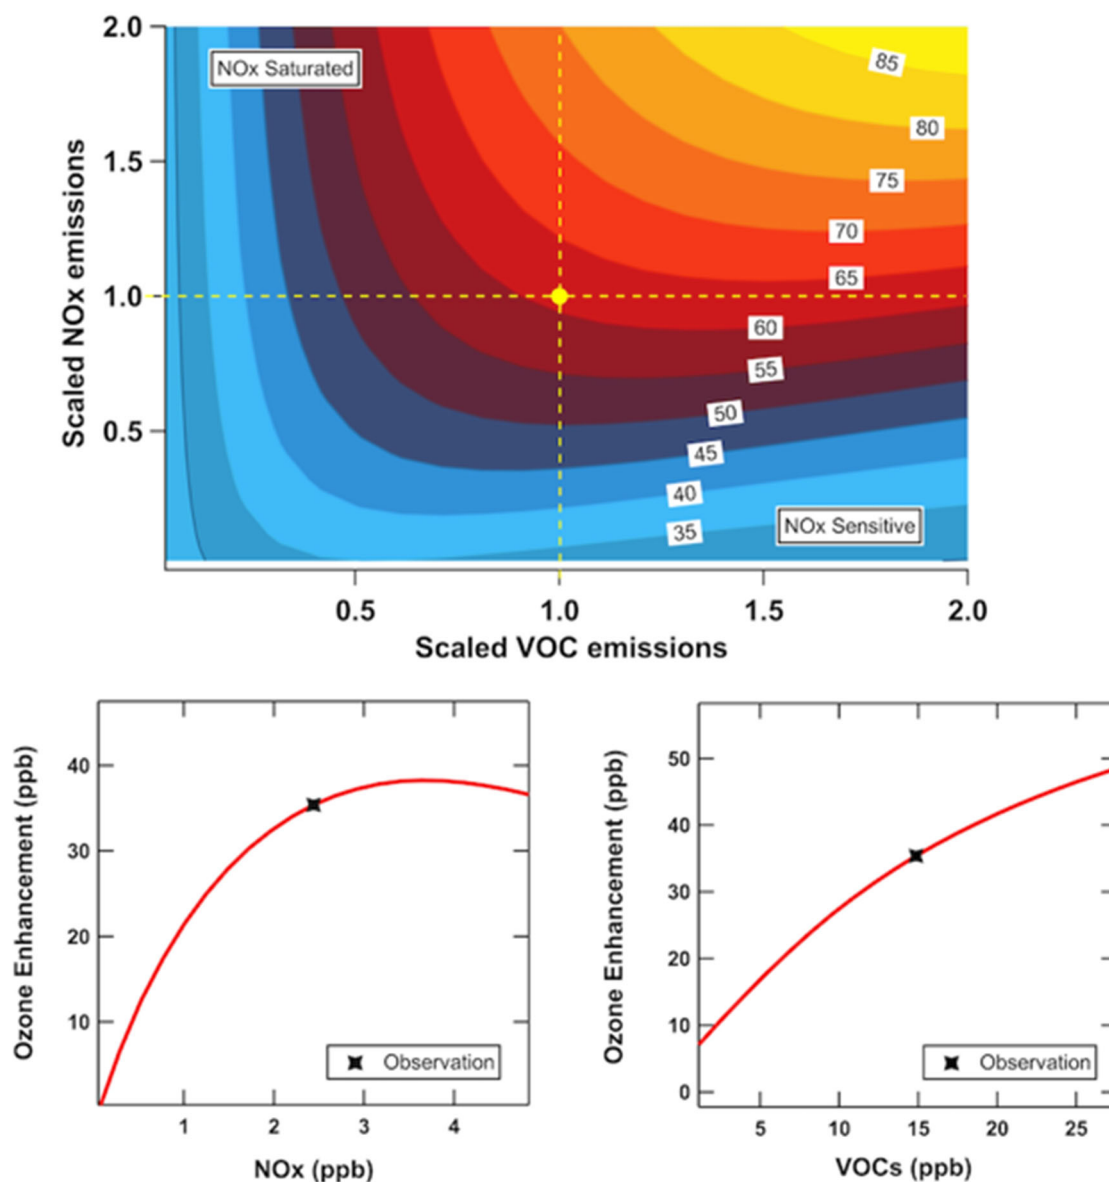 2.0
NOx Saturated
85
80
1.5
75
70
65
1.0
60
55
50
0.5
45
40
35
NOx Sensitive
Scaled NOx emissions
0.5 1.0 1.5 2.0
Scaled VOC emissions
40
30
20
10
Ozone Enhancement (ppb)
Observation
1 2 3 4
NOx (ppb)
50
40
30
20
10
0
Ozone Enhancement (ppb)
Observation
5 10 15 20 25
VOCs (ppb)